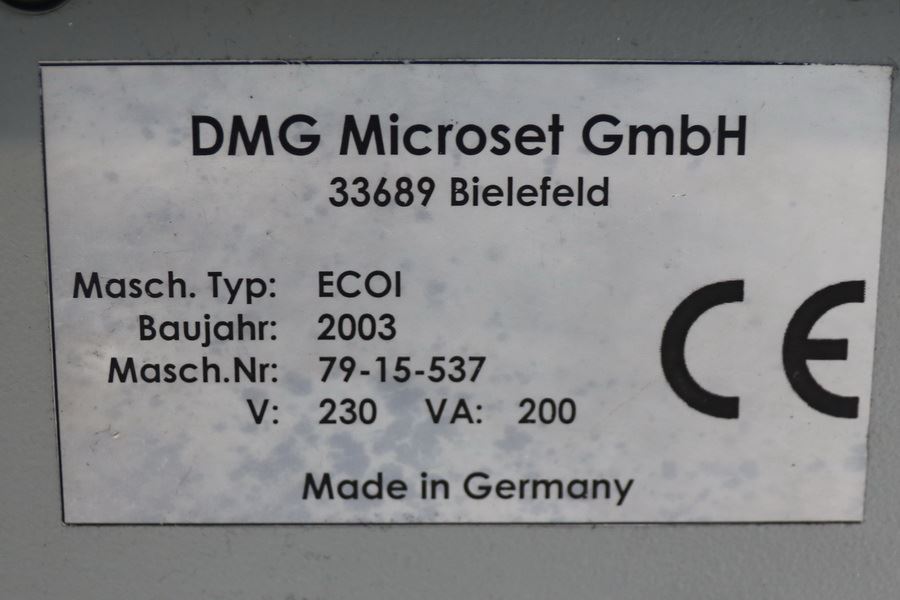 DMG Microset GmbH
33689 Bielefeld
Masch. Typ: ECOI
Baujahr: 2003
Masch.Nr: 79-15-537
V: 230 VA: 200
CE
Made in Germany